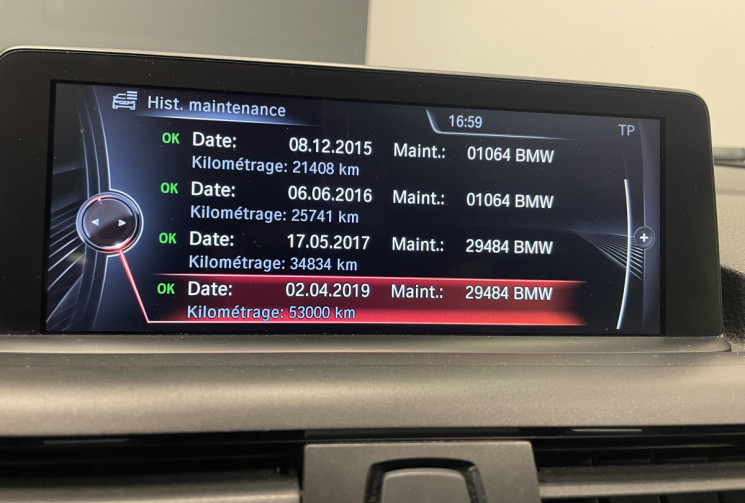 Hist. maintenance
16:59
TP
OK Date: 08.12.2015 Maint.: 01064 BMW
Kilométrage: 21408 km
OK Date: 06.06.2016 Maint.: 01064 BMW
Kilométrage: 25741 km
OK Date: 17.05.2017 Maint.: 29484 BMW
Kilométrage: 34834 km
OK Date: 02.04.2019 Maint.: 29484 BMW
Kilométrage: 53000 km